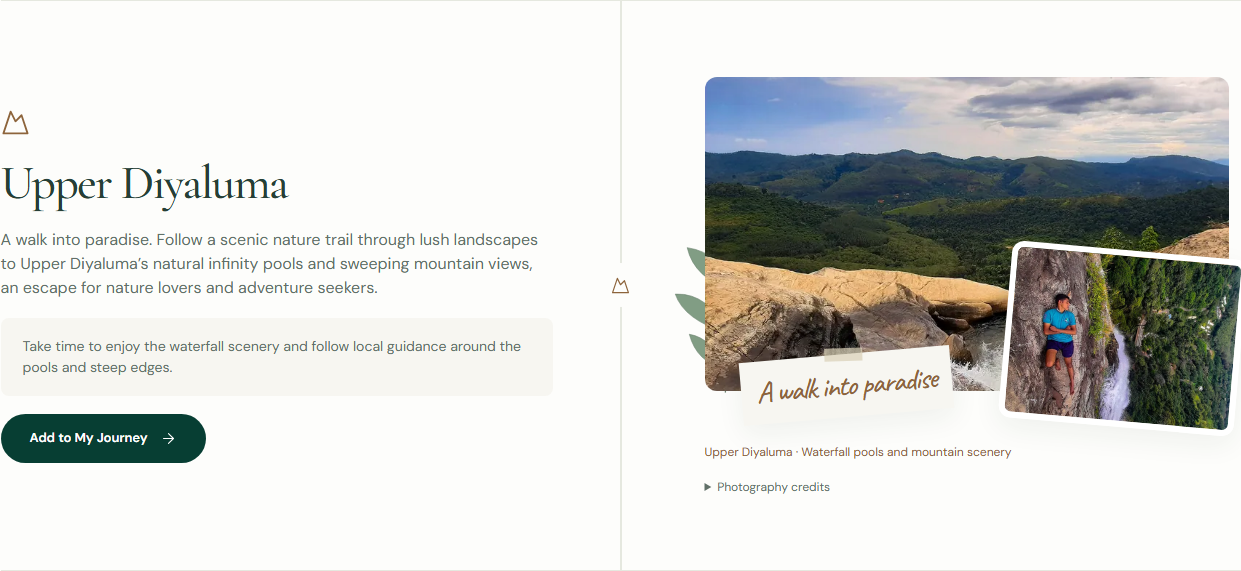 Upper Diyaluma
A walk into paradise. Follow a scenic nature trail through lush landscapes
to Upper Diyaluma’s natural infinity pools and sweeping mountain views,
an escape for nature lovers and adventure seekers.
Take time to enjoy the waterfall scenery and follow local guidance around the
pools and steep edges.
Add to My Journey →
A walk into paradise
Upper Diyaluma · Waterfall pools and mountain scenery
▶ Photography credits